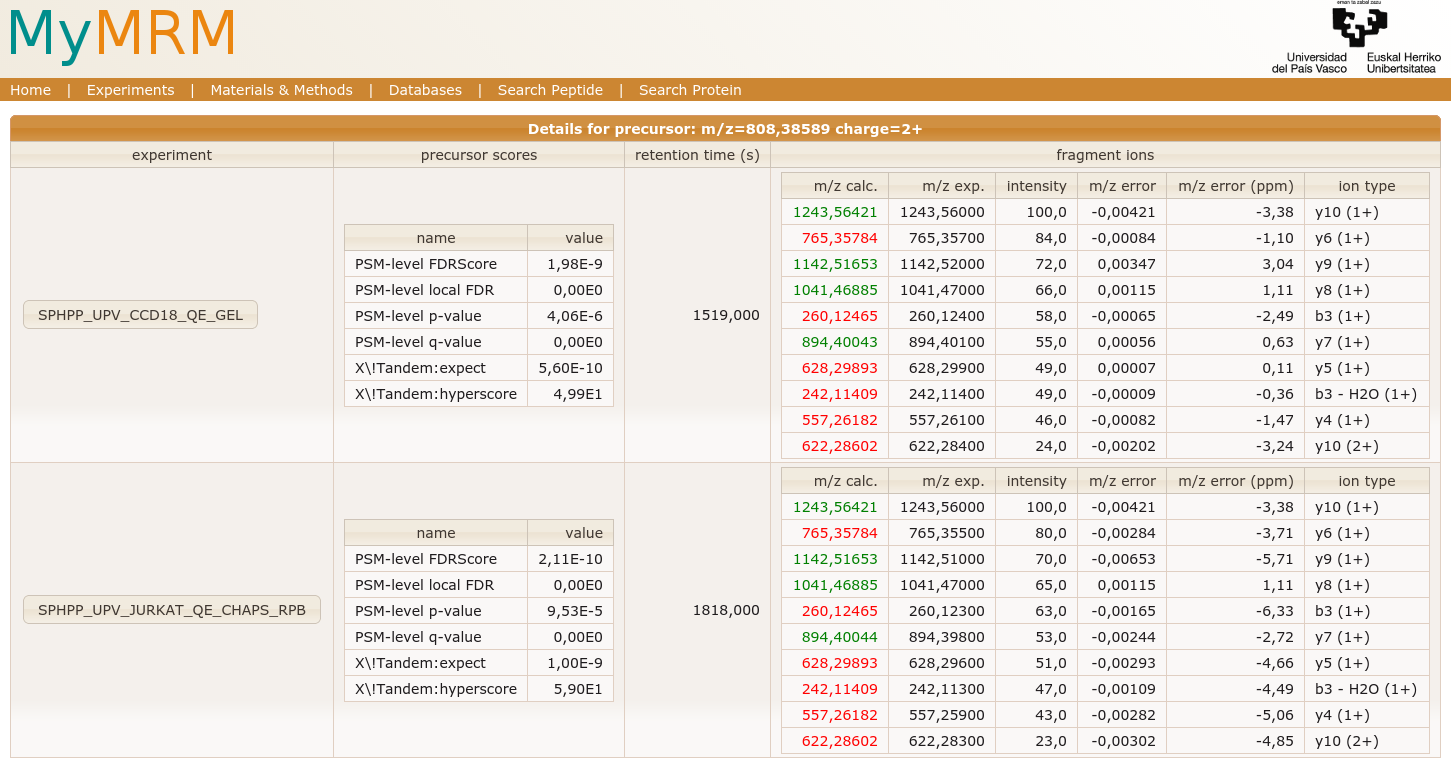 MyMRM
eman ta zabal zazu
Universidad Euskal Herriko
del País Vasco Unibertsitatea
Home | Experiments | Materials & Methods | Databases | Search Peptide | Search Protein
Details for precursor: m/z=808,38589 charge=2+
experiment precursor scores retention time (s) fragment ions
SPHPP_UPV_CCD18_QE_GEL
name value
PSM-level FDRScore 1,98E-9
PSM-level local FDR 0,00E0
PSM-level p-value 4,06E-6
PSM-level q-value 0,00E0
X\!Tandem:expect 5,60E-10
X\!Tandem:hyperscore 4,99E1
1519,000
m/z calc. m/z exp. intensity m/z error m/z error (ppm) ion type
1243,56421 1243,56000 100,0 -0,00421 -3,38 y10 (1+)
765,35784 765,35700 84,0 -0,00084 -1,10 y6 (1+)
1142,51653 1142,52000 72,0 0,00347 3,04 y9 (1+)
1041,46885 1041,47000 66,0 0,00115 1,11 y8 (1+)
260,12465 260,12400 58,0 -0,00065 -2,49 b3 (1+)
894,40043 894,40100 55,0 0,00056 0,63 y7 (1+)
628,29893 628,29900 49,0 0,00007 0,11 y5 (1+)
242,11409 242,11400 49,0 -0,00009 -0,36 b3 - H2O (1+)
557,26182 557,26100 46,0 -0,00082 -1,47 y4 (1+)
622,28602 622,28400 24,0 -0,00202 -3,24 y10 (2+)
SPHPP_UPV_JURKAT_QE_CHAPS_RPB
name value
PSM-level FDRScore 2,11E-10
PSM-level local FDR 0,00E0
PSM-level p-value 9,53E-5
PSM-level q-value 0,00E0
X\!Tandem:expect 1,00E-9
X\!Tandem:hyperscore 5,90E1
1818,000
m/z calc. m/z exp. intensity m/z error m/z error (ppm) ion type
1243,56421 1243,56000 100,0 -0,00421 -3,38 y10 (1+)
765,35784 765,35500 80,0 -0,00284 -3,71 y6 (1+)
1142,51653 1142,51000 70,0 -0,00653 -5,71 y9 (1+)
1041,46885 1041,47000 65,0 0,00115 1,11 y8 (1+)
260,12465 260,12300 63,0 -0,00165 -6,33 b3 (1+)
894,40044 894,39800 53,0 -0,00244 -2,72 y7 (1+)
628,29893 628,29600 51,0 -0,00293 -4,66 y5 (1+)
242,11409 242,11300 47,0 -0,00109 -4,49 b3 - H2O (1+)
557,26182 557,25900 43,0 -0,00282 -5,06 y4 (1+)
622,28602 622,28300 23,0 -0,00302 -4,85 y10 (2+)